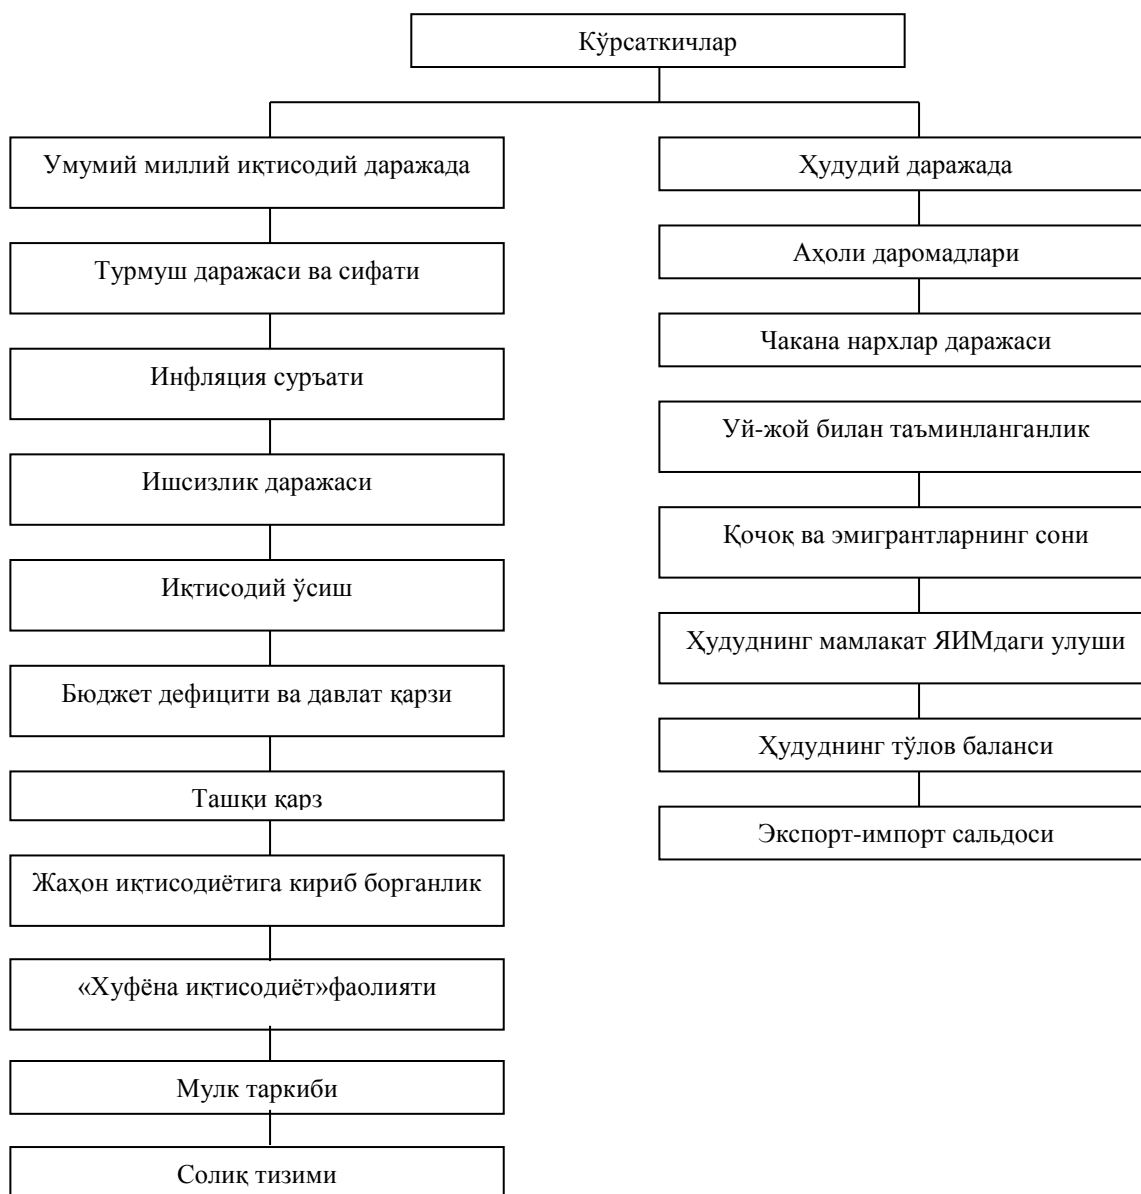 Кўрсаткичлар
Умумий миллий иқтисодий даражада
Турмуш даражаси ва сифати
Инфляция суръати
Ишсизлик даражаси
Иқтисодий ўсиш
Бюджет дефицити ва давлат қарзи
Ташқи қарз
Жаҳон иқтисодиётига кириб борганлик
«Хуфёна иқтисодиёт»фаолияти
Мулк таркиби
Солиқ тизими
Ҳудудий даражада
Аҳоли даромадлари
Чакана нархлар даражаси
Уй-жой билан таъминланганлик
Қочоқ ва эмигрантларнинг сони
Ҳудуднинг мамлакат ЯИМдаги улуши
Ҳудуднинг тўлов баланси
Экспорт-импорт сальдоси